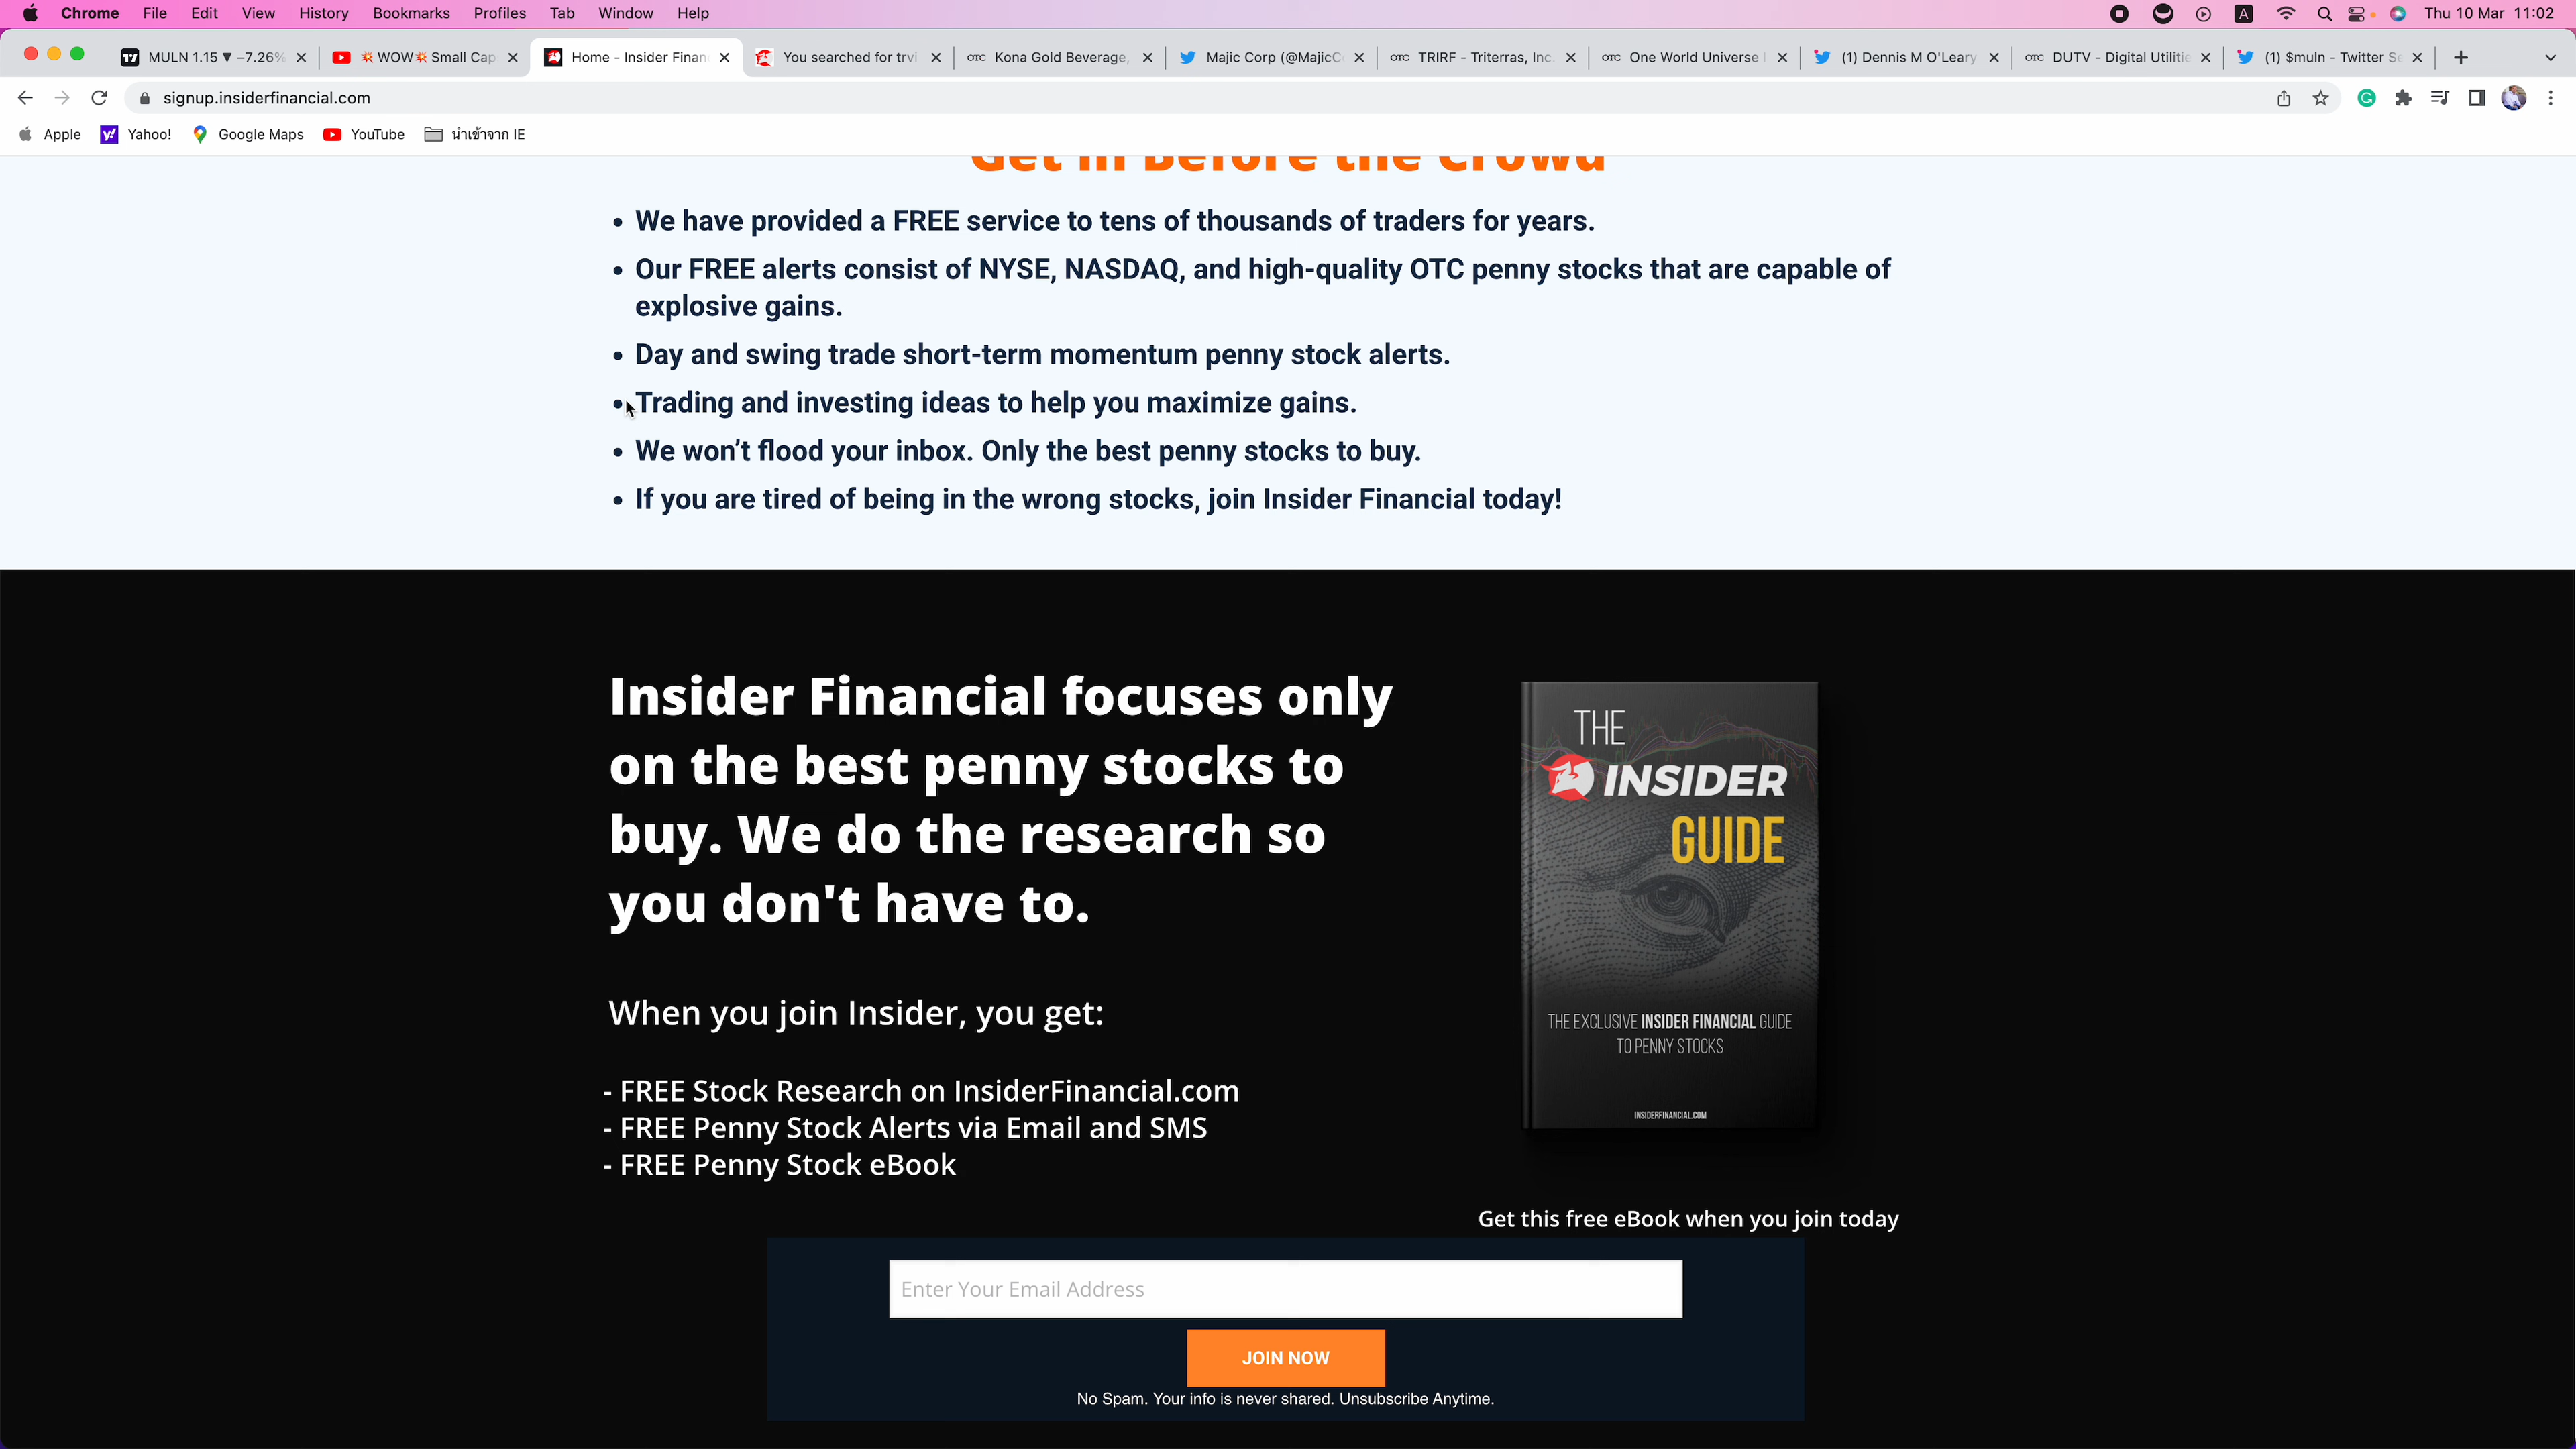 Chrome File Edit View History Bookmarks Profiles Tab Window Help A Thu 10 Mar 11:02
MULN 1.15 ▼ −7.26% 💥 WOW💥 Small Cap Home - Insider Finan You searched for trvi OTC Kona Gold Beverage, Majic Corp (@MajicC OTC TRIRF - Triterras, Inc. OTC One World Universe (1) Dennis M O'Leary OTC DUTV - Digital Utilitie (1) $muln - Twitter Se
signup.insiderfinancial.com
Apple Yahoo! Google Maps YouTube นำเข้าจาก IE
Get In Before the Crowd
• We have provided a FREE service to tens of thousands of traders for years.
• Our FREE alerts consist of NYSE, NASDAQ, and high-quality OTC penny stocks that are capable of
explosive gains.
• Day and swing trade short-term momentum penny stock alerts.
• Trading and investing ideas to help you maximize gains.
• We won’t flood your inbox. Only the best penny stocks to buy.
• If you are tired of being in the wrong stocks, join Insider Financial today!
Insider Financial focuses only
on the best penny stocks to
buy. We do the research so
you don't have to.
When you join Insider, you get:
- FREE Stock Research on InsiderFinancial.com
- FREE Penny Stock Alerts via Email and SMS
- FREE Penny Stock eBook
THE
INSIDER
GUIDE
THE EXCLUSIVE INSIDER FINANCIAL GUIDE
TO PENNY STOCKS
INSIDERFINANCIAL.COM
Get this free eBook when you join today
Enter Your Email Address
JOIN NOW
No Spam. Your info is never shared. Unsubscribe Anytime.